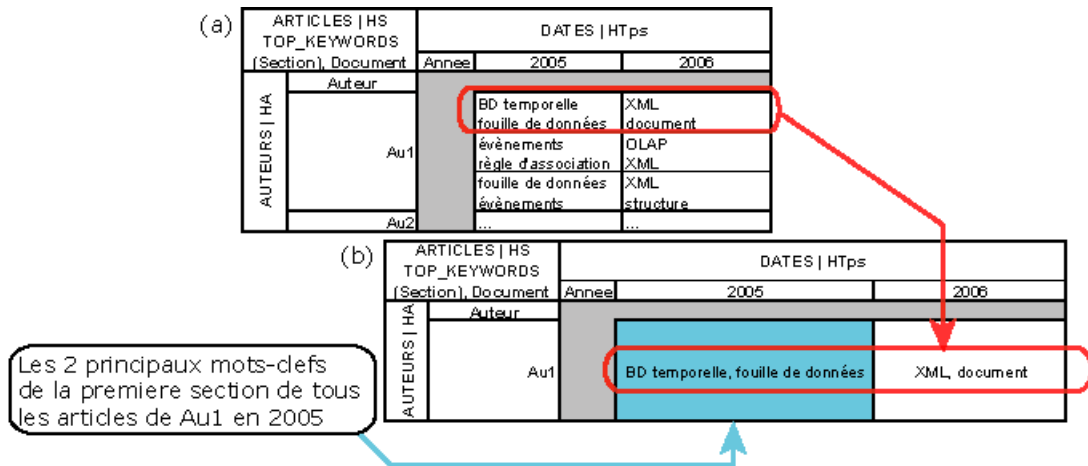 (a)
ARTICLES | HS
TOP_KEYWORDS
(Section), Document
DATES | HTps
Annee 2005 2006
AUTEURS | HA
Auteur
Au1
BD temporelle XML
fouille de données document
évènements OLAP
règle d'association XML
fouille de données XML
évènements structure
Au2 ... ...
(b)
ARTICLES | HS
TOP_KEYWORDS
(Section), Document
DATES | HTps
Annee 2005 2006
AUTEURS | HA
Auteur
Au1 BD temporelle, fouille de données XML, document
Les 2 principaux mots-clefs
de la premiere section de tous
les articles de Au1 en 2005